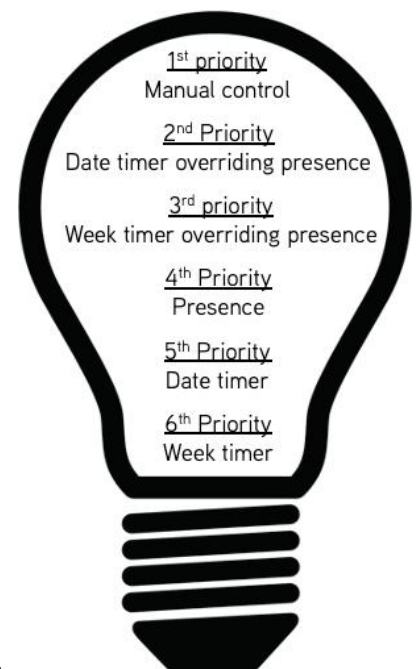 1st priority
Manual control
2nd Priority
Date timer overriding presence
3rd priority
Week timer overriding presence
4th Priority
Presence
5th Priority
Date timer
6th Priority
Week timer